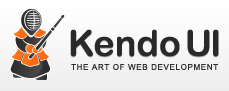 Kendo UI
THE ART OF WEB DEVELOPMENT